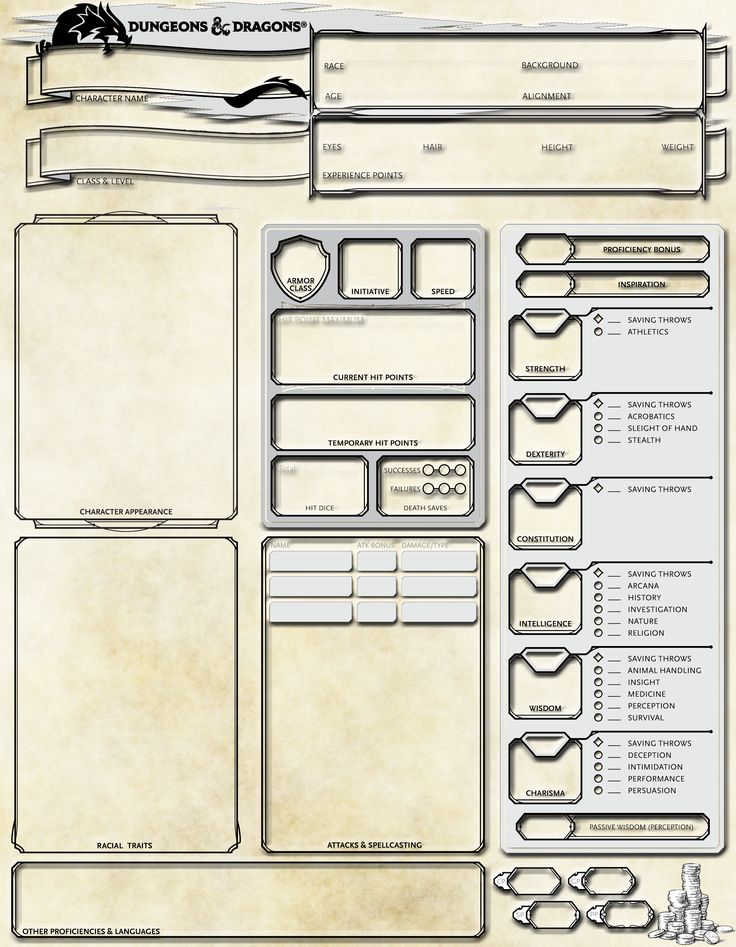 DUNGEONS & DRAGONS®
RACE BACKGROUND
AGE ALIGNMENT
CHARACTER NAME
EYES HAIR HEIGHT WEIGHT
EXPERIENCE POINTS
CLASS & LEVEL
CHARACTER APPEARANCE
ARMOR
CLASS
INITIATIVE
SPEED
HIT POINT MAXIMUM
CURRENT HIT POINTS
TEMPORARY HIT POINTS
Total
HIT DICE
SUCCESSES
FAILURES
DEATH SAVES
PROFICIENCY BONUS
INSPIRATION
STRENGTH
SAVING THROWS
ATHLETICS
DEXTERITY
SAVING THROWS
ACROBATICS
SLEIGHT OF HAND
STEALTH
CONSTITUTION
SAVING THROWS
INTELLIGENCE
SAVING THROWS
ARCANA
HISTORY
INVESTIGATION
NATURE
RELIGION
WISDOM
SAVING THROWS
ANIMAL HANDLING
INSIGHT
MEDICINE
PERCEPTION
SURVIVAL
CHARISMA
SAVING THROWS
DECEPTION
INTIMIDATION
PERFORMANCE
PERSUASION
PASSIVE WISDOM (PERCEPTION)
RACIAL TRAITS
NAME ATK BONUS DAMAGE/TYPE
ATTACKS & SPELLCASTING
OTHER PROFICIENCIES & LANGUAGES